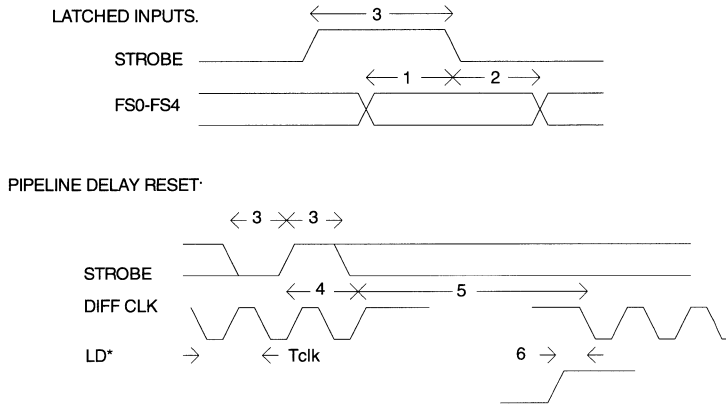 LATCHED INPUTS.
3
STROBE
1 2
FS0-FS4
PIPELINE DELAY RESET·
3 3
STROBE
4 5
DIFF CLK
LD* Tclk 6